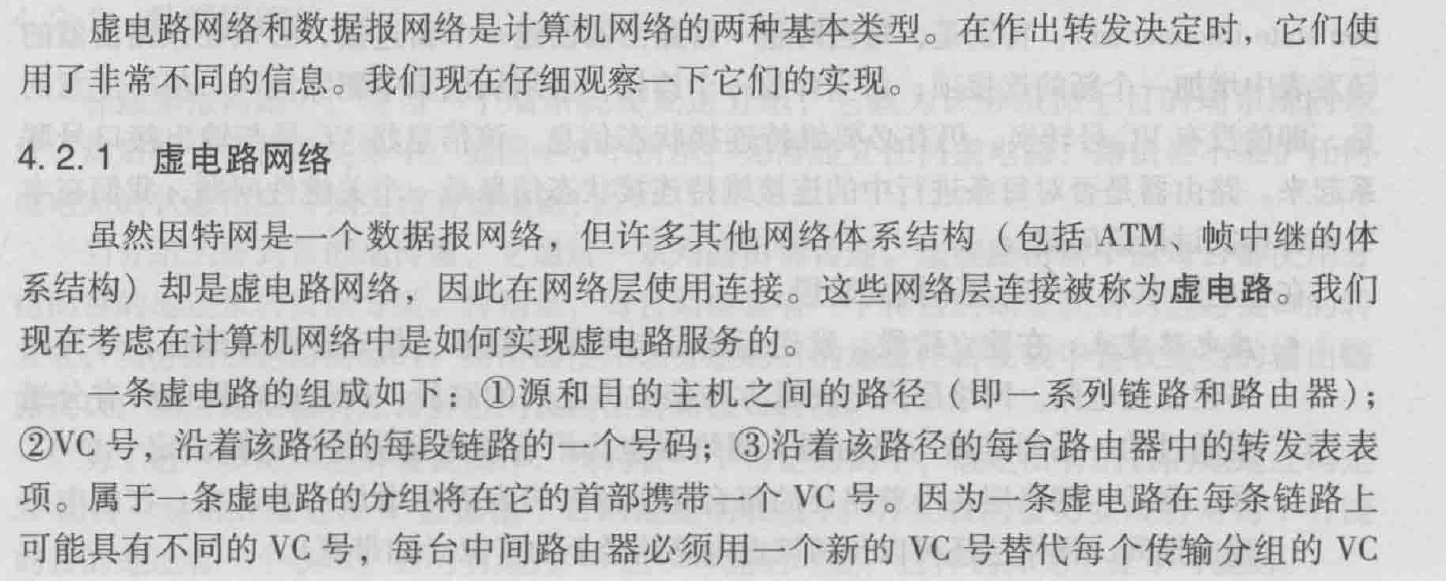 虚电路网络和数据报网络是计算机网络的两种基本类型。在作出转发决定时，它们使
用了非常不同的信息。我们现在仔细观察一下它们的实现。
4.2.1 虚电路网络
虽然因特网是一个数据报网络，但许多其他网络体系结构（包括 ATM、帧中继的体
系结构）却是虚电路网络，因此在网络层使用连接。这些网络层连接被称为虚电路。我们
现在考虑在计算机网络中是如何实现虚电路服务的。
一条虚电路的组成如下：①源和目的主机之间的路径（即一系列链路和路由器）；
②VC 号，沿着该路径的每段链路的一个号码；③沿着该路径的每台路由器中的转发表表
项。属于一条虚电路的分组将在它的首部携带一个 VC 号。因为一条虚电路在每条链路上
可能具有不同的 VC 号，每台中间路由器必须用一个新的 VC 号替代每个传输分组的 VC